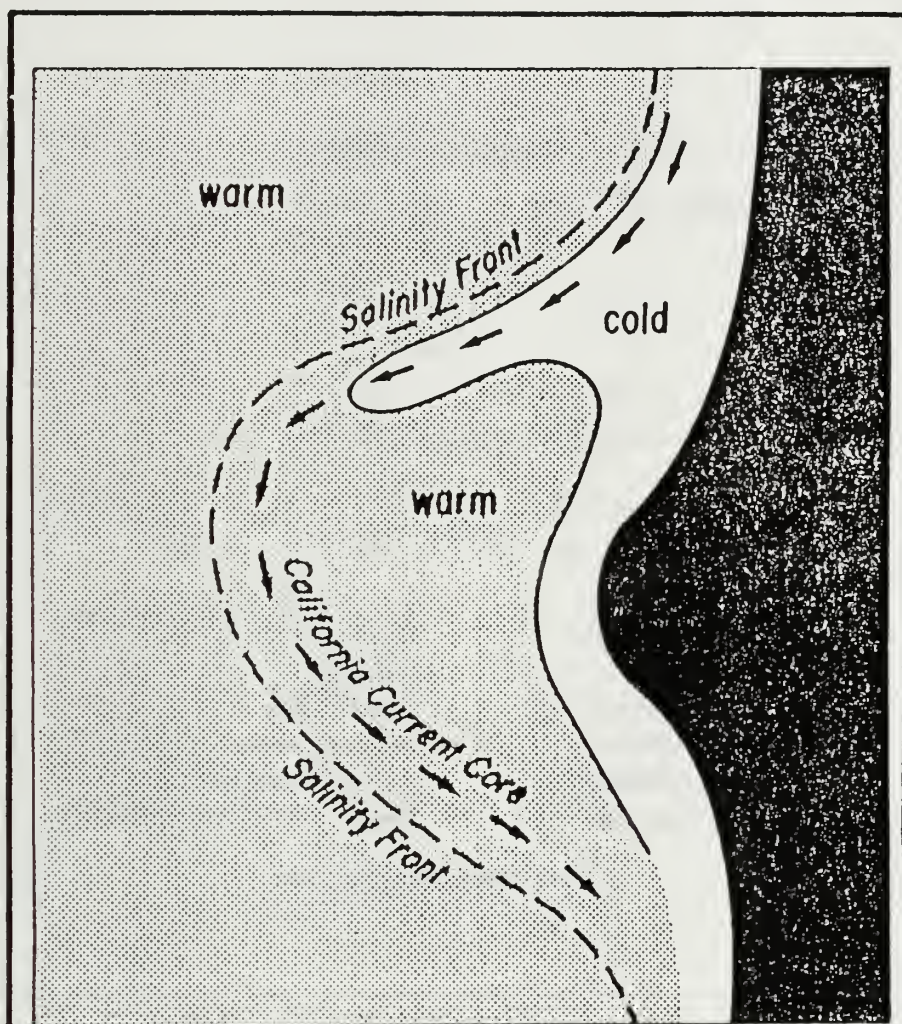 warm
Salinity Front
cold
warm
California Current Core
Salinity Front